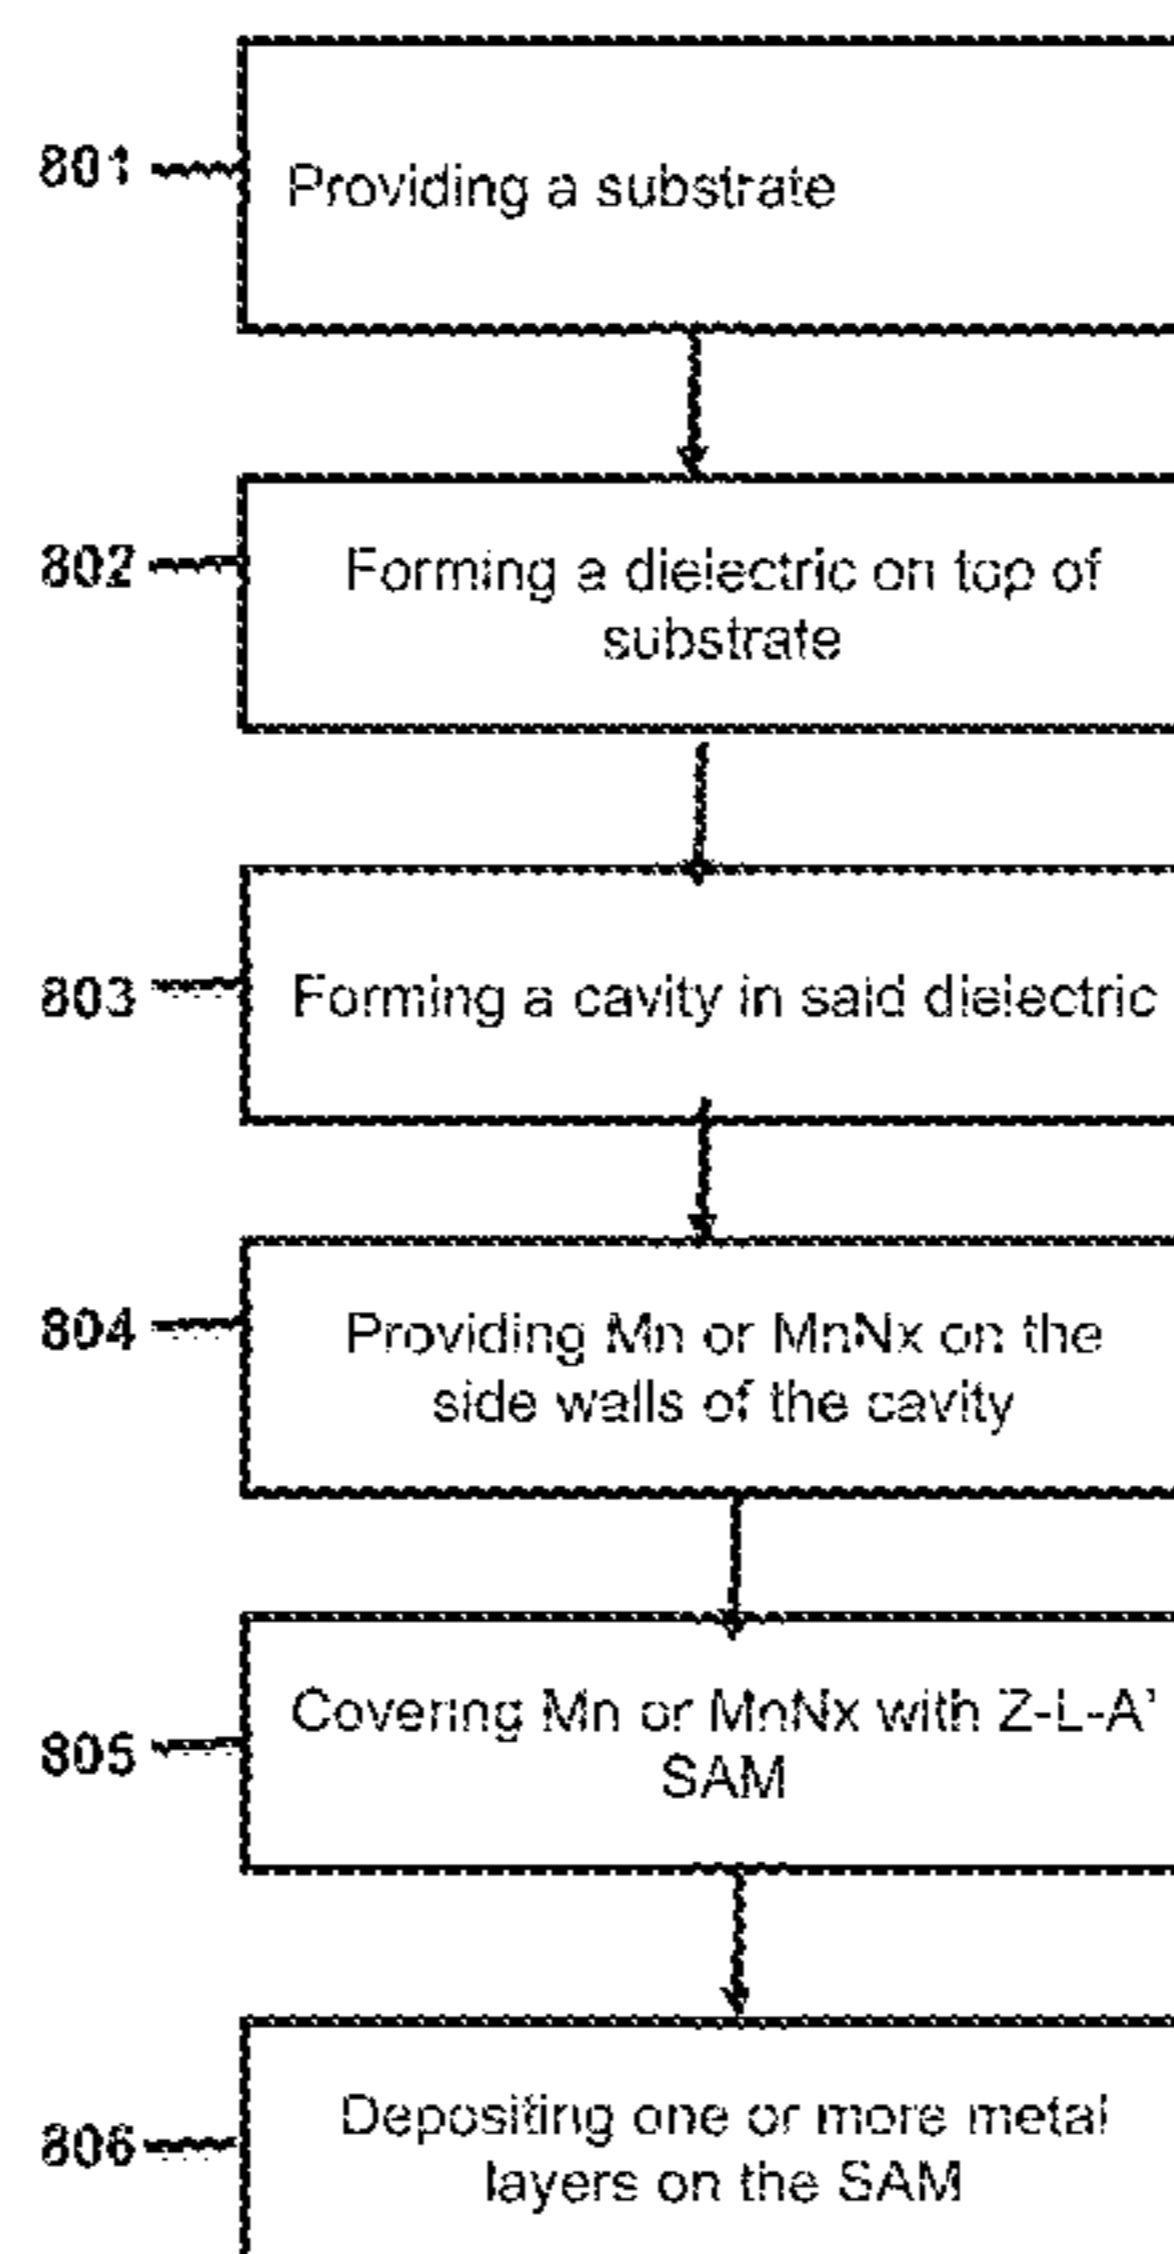 801
Providing a substrate
802
Forming a dielectric on top of
substrate
803
Forming a cavity in said dielectric
804
Providing Mn or MnNx on the
side walls of the cavity
805
Covering Mn or MnNx with Z-L-A'
SAM
806
Depositing one or more metal
layers on the SAM